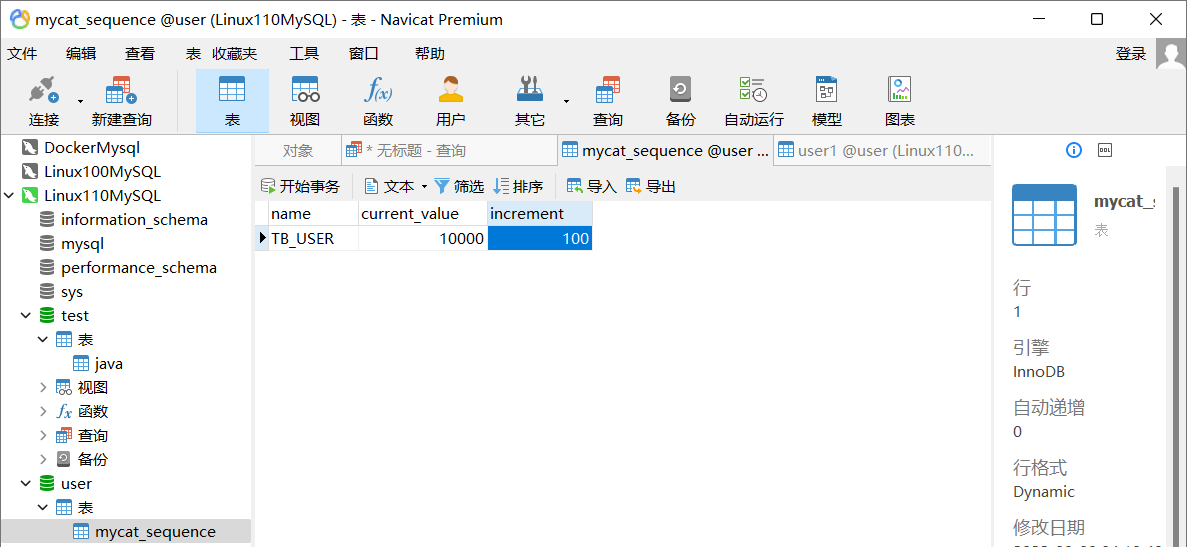 mycat_sequence @user (Linux110MySQL) - 表 - Navicat Premium
文件 编辑 查看 表 收藏夹 工具 窗口 帮助 登录
连接 新建查询 表 视图 函数 用户 其它 查询 备份 自动运行 模型 图表
对象 * 无标题 - 查询 mycat_sequence @user ... user1 @user (Linux110...
开始事务 文本 筛选 排序 导入 导出
name current_value increment
TB_USER 10000 100
DockerMysql
Linux100MySQL
Linux110MySQL
information_schema
mysql
performance_schema
sys
test
表
java
视图
函数
查询
备份
user
表
mycat_sequence
DDL
mycat_
表
行
1
引擎
InnoDB
自动递增
0
行格式
Dynamic
修改日期